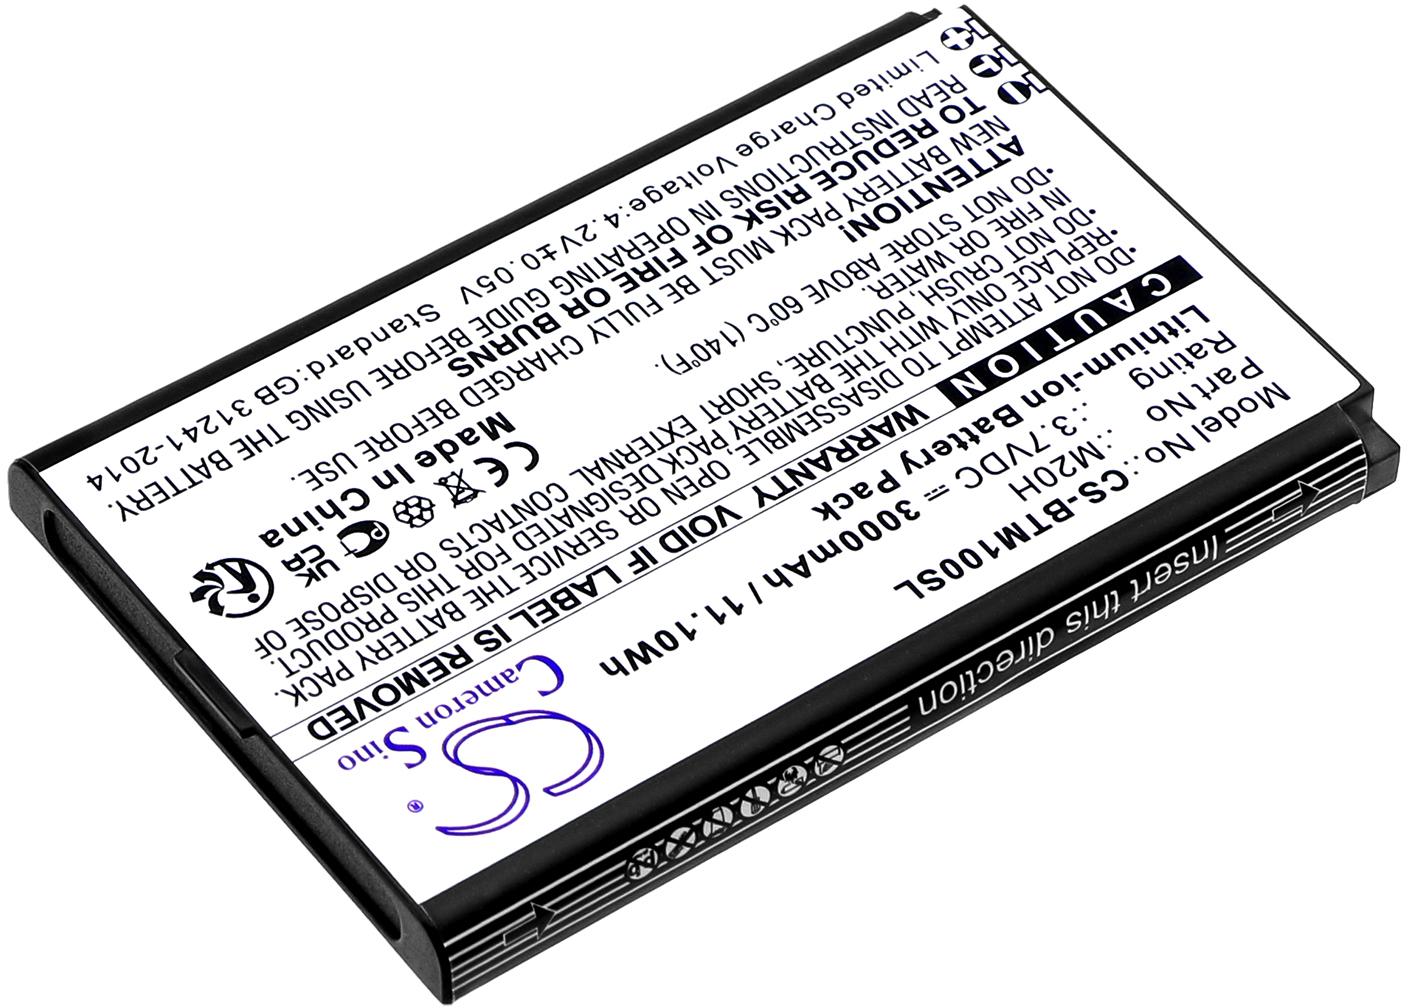 Model No.:CS-BTM100SL
Part No .:M20H
Rating .:3.7VDC ⎓ 3000mAh / 11.10Wh
Lithium-ion Battery Pack
CAUTION WARRANTY VOID IF LABEL IS REMOVED
•DO NOT ATTEMPT TO DISASSEMBLE, OPEN OR SERVICE THE BATTERY PACK.
•REPLACE ONLY WITH THE BATTERY PACK DESIGNATED FOR THIS PRODUCT.
•DO NOT CRUSH, PUNCTURE, SHORT EXTERNAL CONTACTS OR DISPOSE OF
IN FIRE OR WATER.
•DO NOT STORE ABOVE 60°C (140°F).
ATTENTION!
NEW BATTERY PACK MUST BE FULLY CHARGED BEFORE USE.
TO REDUCE RISK OF FIRE OR BURNS
READ INSTRUCTIONS IN OPERATING GUIDE BEFORE USING THE BATTERY.
Limited Charge Voltage:4.2V±0.05V Standard:GB 31241-2014
Made In China
CE
UK
CA
CS
Cameron Sino
®
Insert this direction